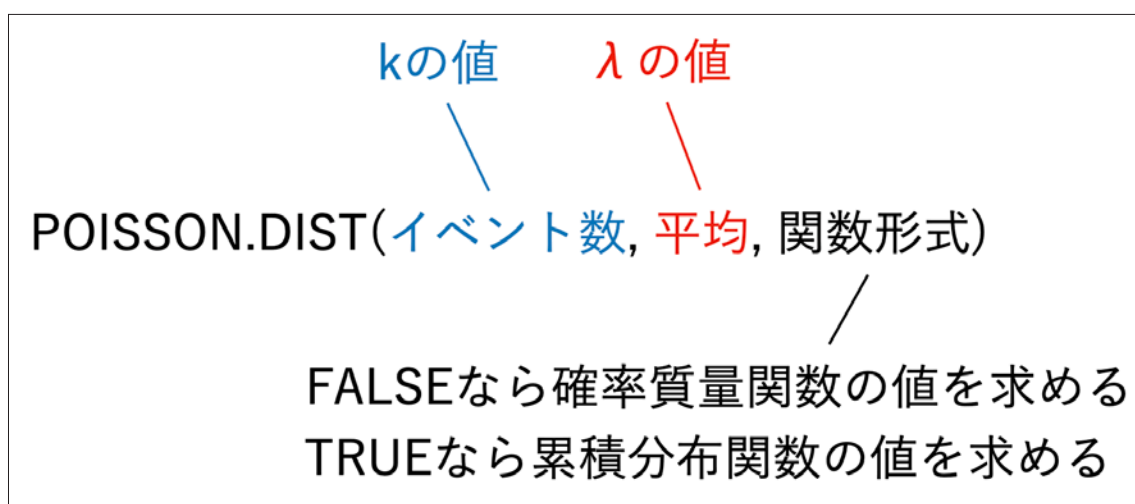 kの値 λの値
POISSON.DIST(イベント数, 平均, 関数形式)
FALSEなら確率質量関数の値を求める
TRUEなら累積分布関数の値を求める